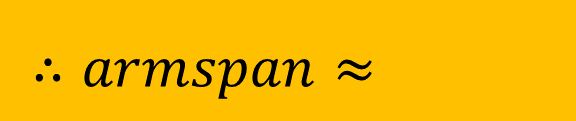 ∴ armspan ≈